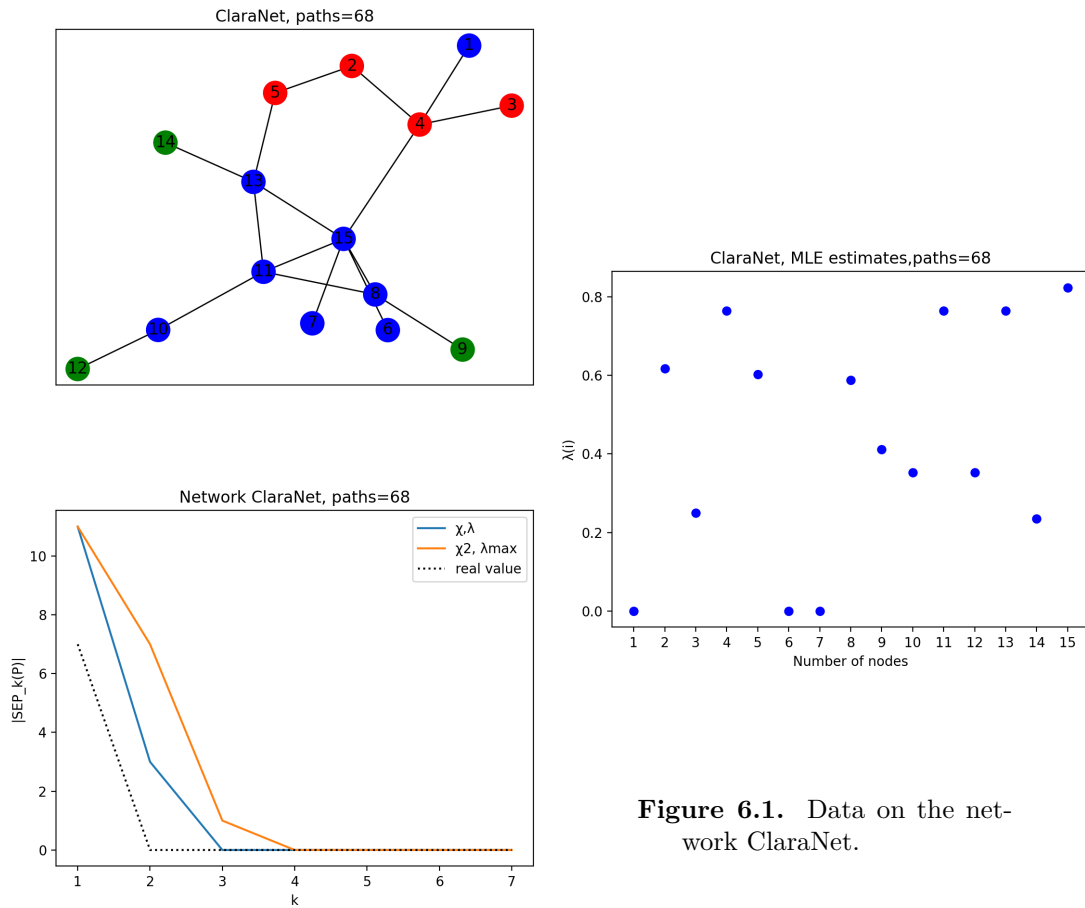 ClaraNet, paths=68
1
2
5
3
4
14
13
15
11
8
7
6
10
9
12
ClaraNet, MLE estimates,paths=68
λ(i)
0.8
0.6
0.4
0.2
0.0
1 2 3 4 5 6 7 8 9 10 11 12 13 14 15
Number of nodes
Network ClaraNet, paths=68
χ,λ
χ2, λmax
real value
|SEP_k(P)|
10
8
6
4
2
0
1 2 3 4 5 6 7
k
Figure 6.1. Data on the net-
work ClaraNet.